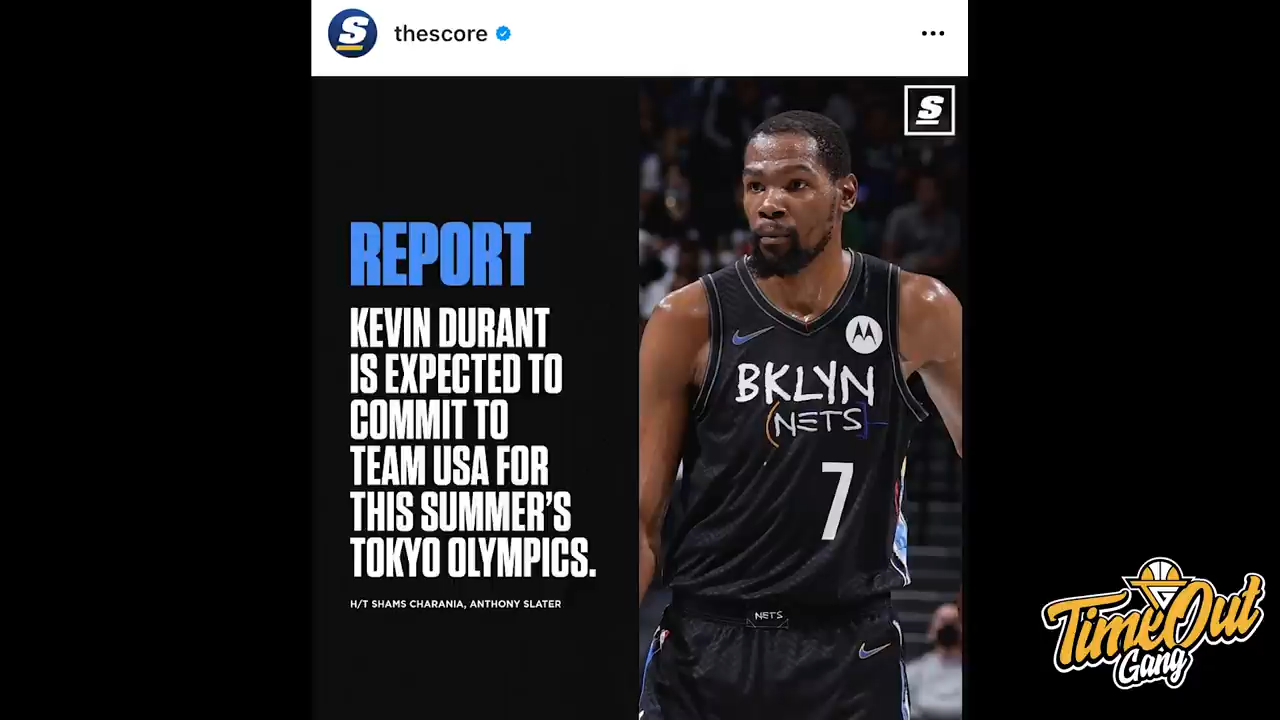 thescore
S
REPORT
KEVIN DURANT
IS EXPECTED TO
COMMIT TO
TEAM USA FOR
THIS SUMMER'S
TOKYO OLYMPICS.
H/T SHAMS CHARANIA, ANTHONY SLATER
S
BKLYN
(NETS)
7
NETS
TimeOut
Gang